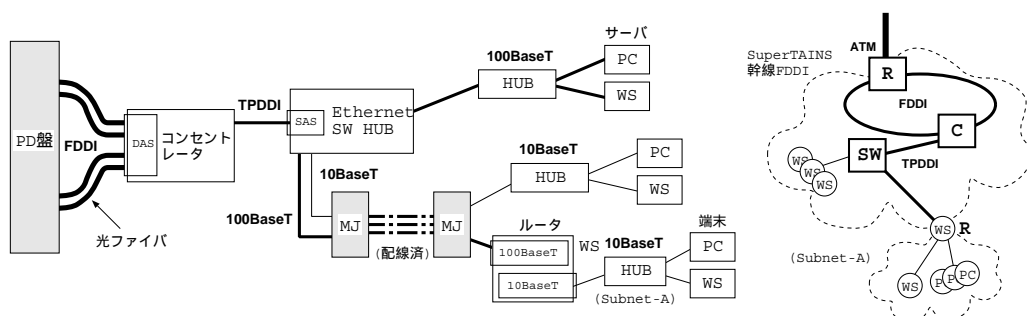 PD盤
FDDI
光ファイバ
DAS
コンセント
レータ
TPDDI
SAS
Ethernet
SW HUB
100BaseT
HUB
サーバ
PC
WS
10BaseT
100BaseT
MJ
(配線済)
MJ
10BaseT
HUB
PC
WS
ルータ
100BaseT
10BaseT
WS
10BaseT
HUB
(Subnet-A)
端末
PC
WS
SuperTAINS
幹線FDDI
ATM
R
FDDI
C
SW
TPDDI
WS
WS
WS
WS
R
(Subnet-A)
WS
P
P
PC